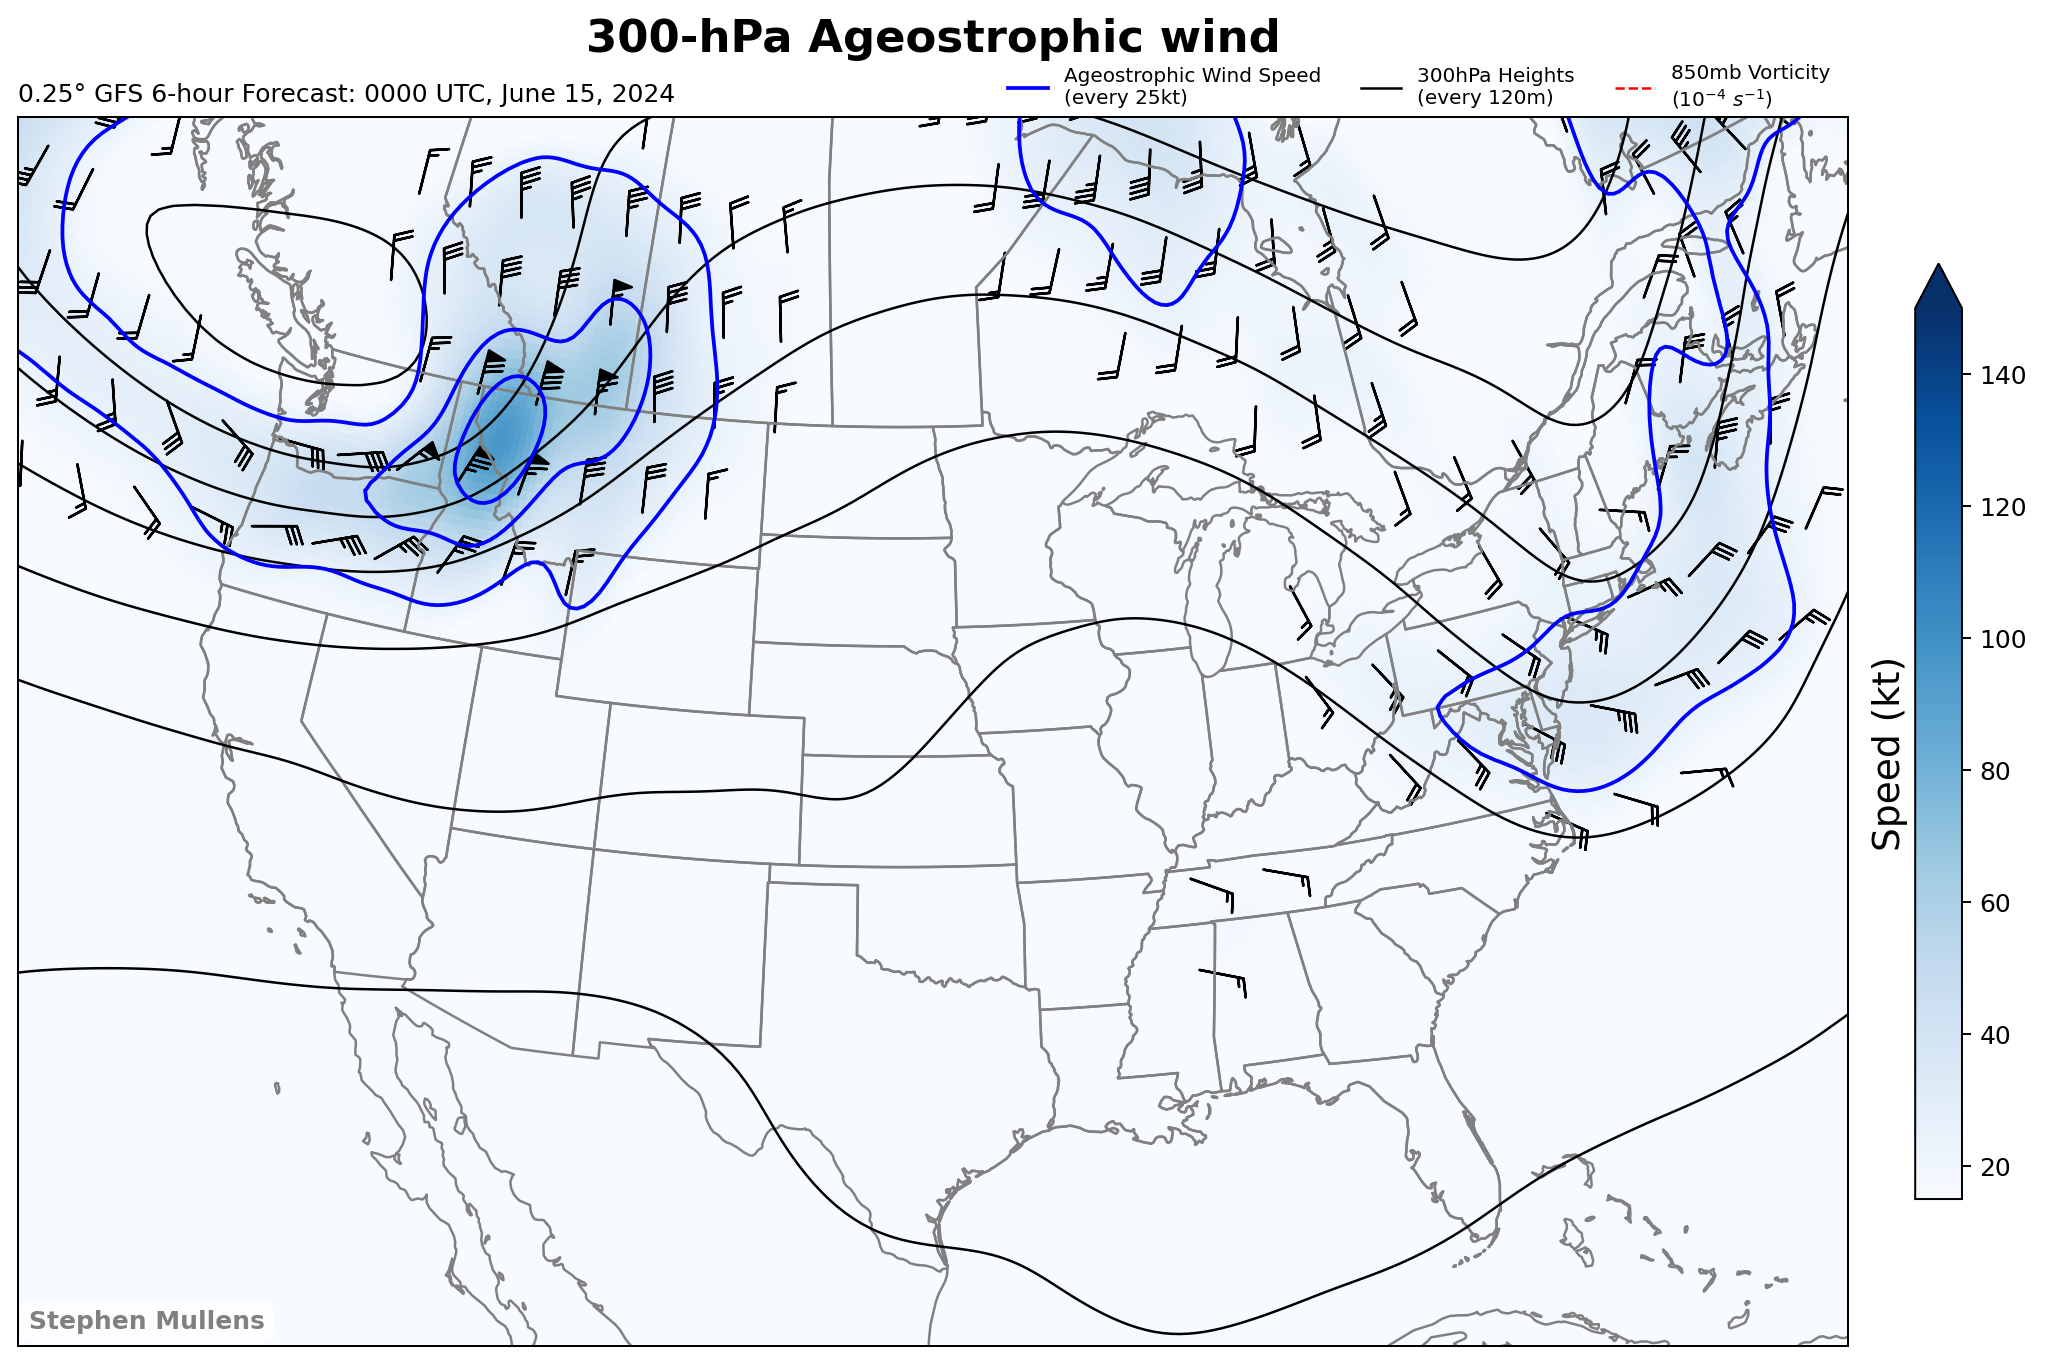 300-hPa Ageostrophic wind
0.25° GFS 6-hour Forecast: 0000 UTC, June 15, 2024
Ageostrophic Wind Speed
(every 25kt)
300hPa Heights
(every 120m)
850mb Vorticity
(10⁻⁴ s⁻¹)
140
120
100
80
60
40
20
Speed (kt)
Stephen Mullens